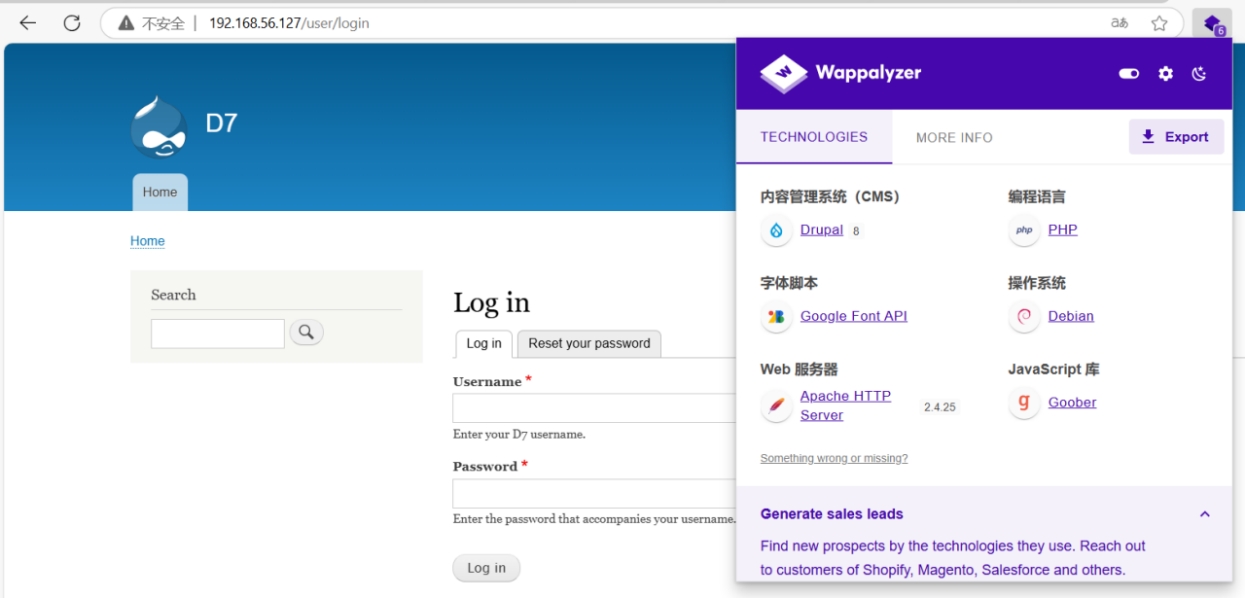 不安全 | 192.168.56.127/user/login
aあ
6
D7
Home
Home
Search
Log in
Log in
Reset your password
Username *
Enter your D7 username.
Password *
Enter the password that accompanies your username.
Log in
W
Wappalyzer
TECHNOLOGIES
MORE INFO
Export
内容管理系统（CMS）
编程语言
Drupal 8
php PHP
字体脚本
操作系统
Google Font API
Debian
Web 服务器
JavaScript 库
Apache HTTP
Server
2.4.25
g Goober
Something wrong or missing?
Generate sales leads
Find new prospects by the technologies they use. Reach out
to customers of Shopify, Magento, Salesforce and others.